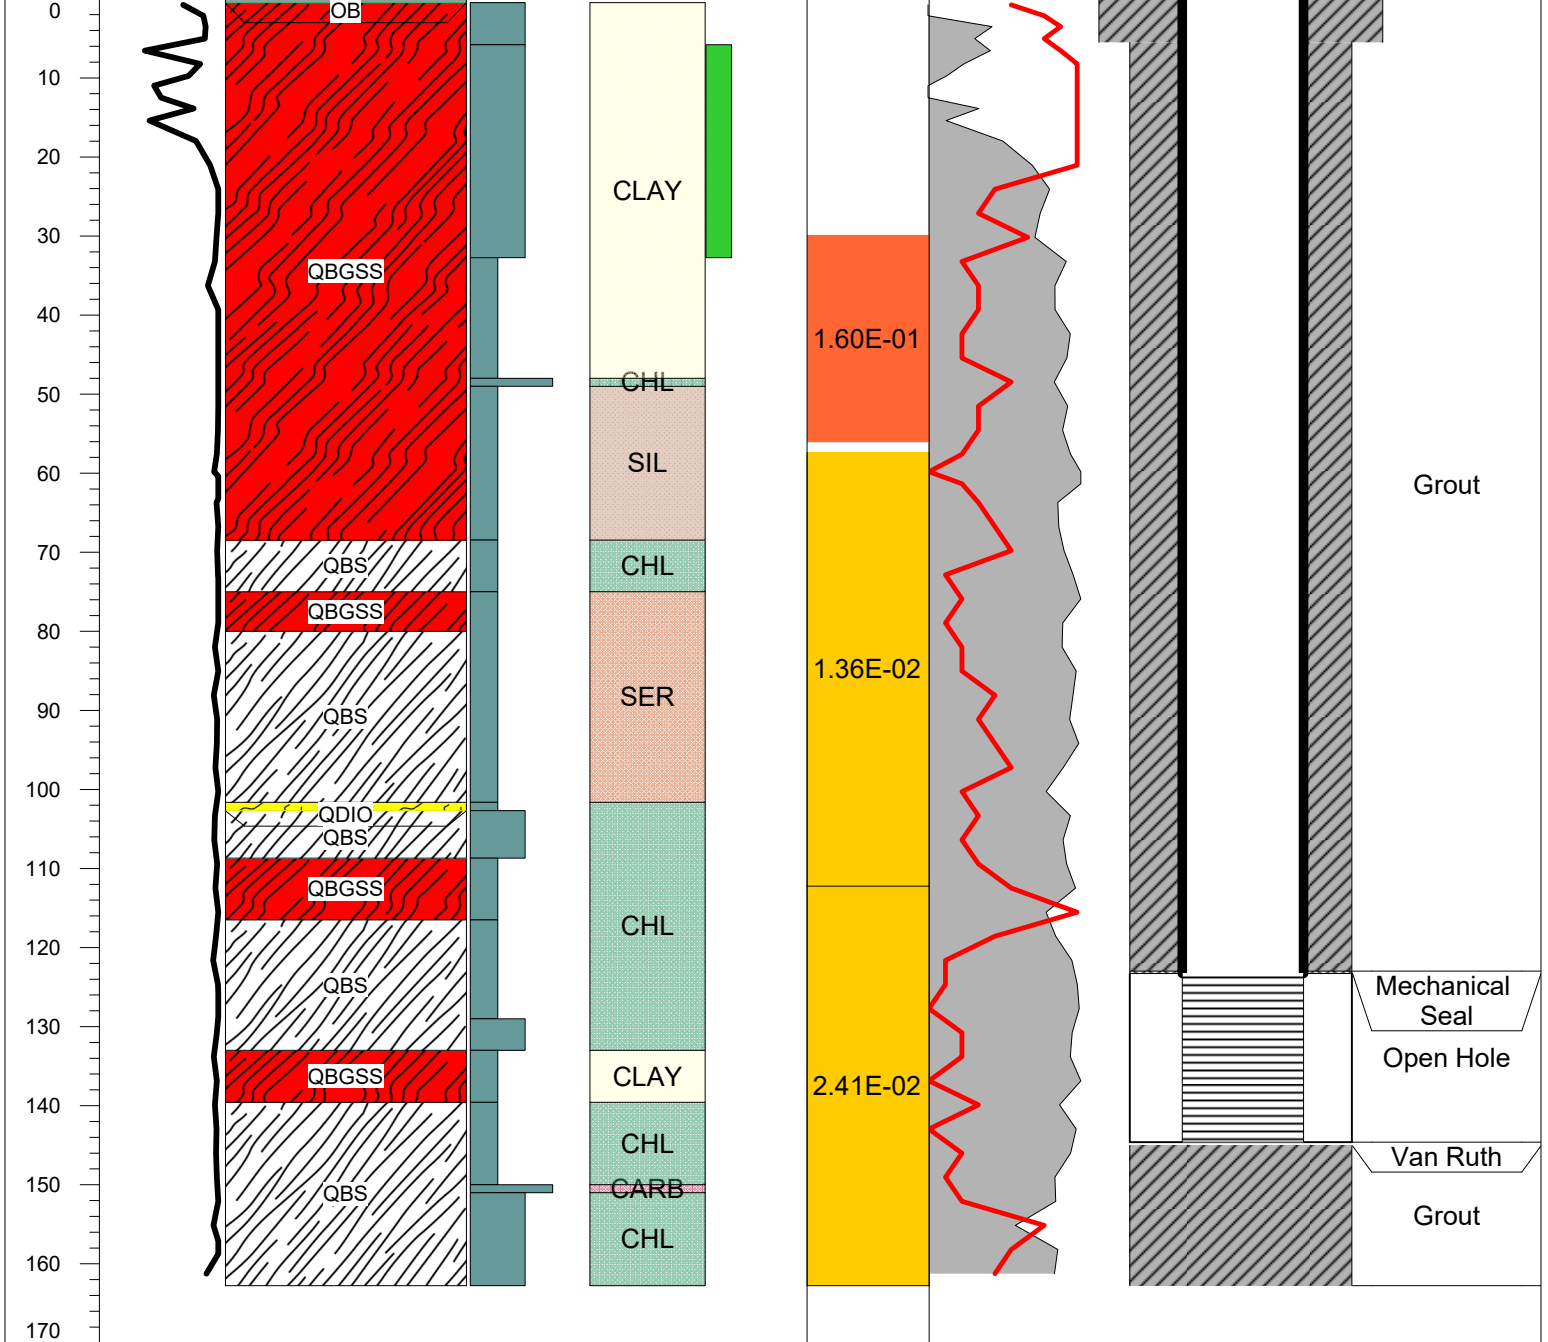 0
OB
10
20
CLAY
30
QBGSS
40
1.60E-01
CHL
50
SIL
60
Grout
70
QBS
CHL
QBGSS
80
1.36E-02
SER
90
QBS
100
QDIO
QBS
110
QBGSS
CHL
120
QBS
Mechanical
Seal
130
Open Hole
QBGSS
CLAY
2.41E-02
140
CHL
Van Ruth
150
QBS
CARB
Grout
CHL
160
170